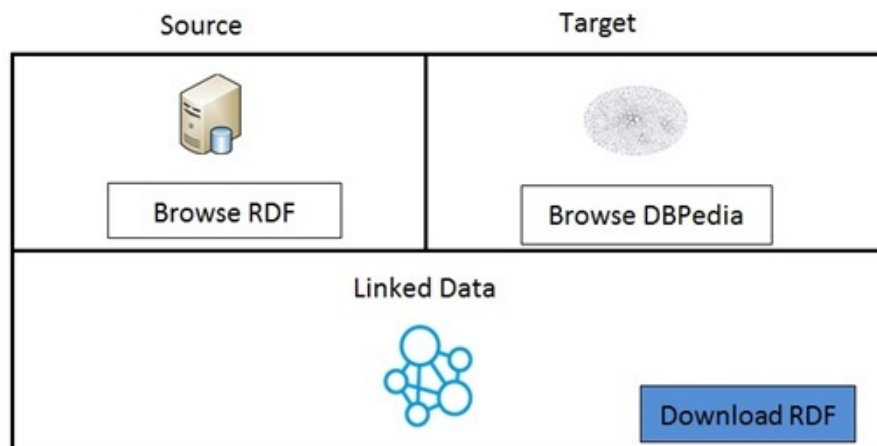 Source
Target
Browse RDF
Browse DBPedia
Linked Data
Download RDF